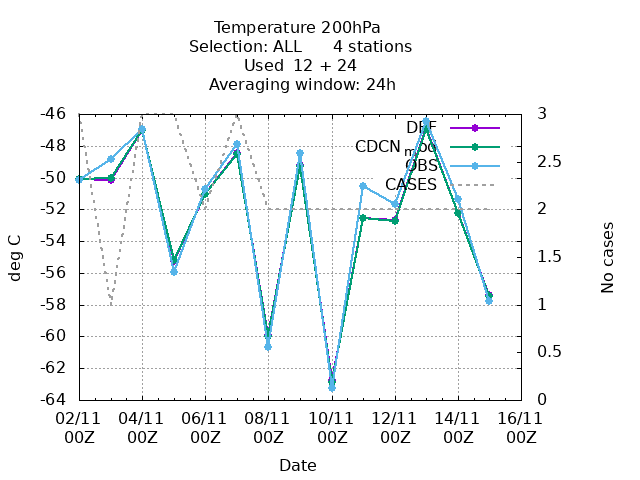 Temperature 200hPa
Selection: ALL 4 stations
Used 12 + 24
Averaging window: 24h
DEF
CDCN mod
OBS
CASES
-46
-48
-50
-52
-54
-56
-58
-60
-62
-64
3
2.5
2
1.5
1
0.5
0
deg C
No cases
02/11 04/11 06/11 08/11 10/11 12/11 14/11 16/11
00Z 00Z 00Z 00Z 00Z 00Z 00Z 00Z
Date